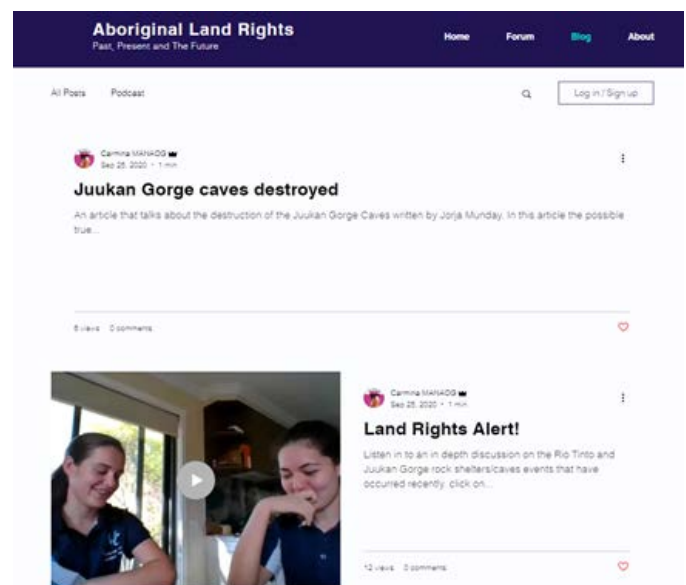 Aboriginal Land Rights
Past, Present and The Future
Home Forum Blog About
All Posts Podcast
Log in / Sign up
Carmina MANAOG
Sep 25, 2020 • 1 min
Juukan Gorge caves destroyed
An article that talks about the destruction of the Juukan Gorge Caves written by Jorja Munday. In this article the possible
true...
6 views 0 comments
Carmina MANAOG
Sep 25, 2020 • 1 min
Land Rights Alert!
Listen in to an in depth discussion on the Rio Tinto and
Juukan Gorge rock shelters/caves events that have
occurred recently. click on...
12 views 0 comments